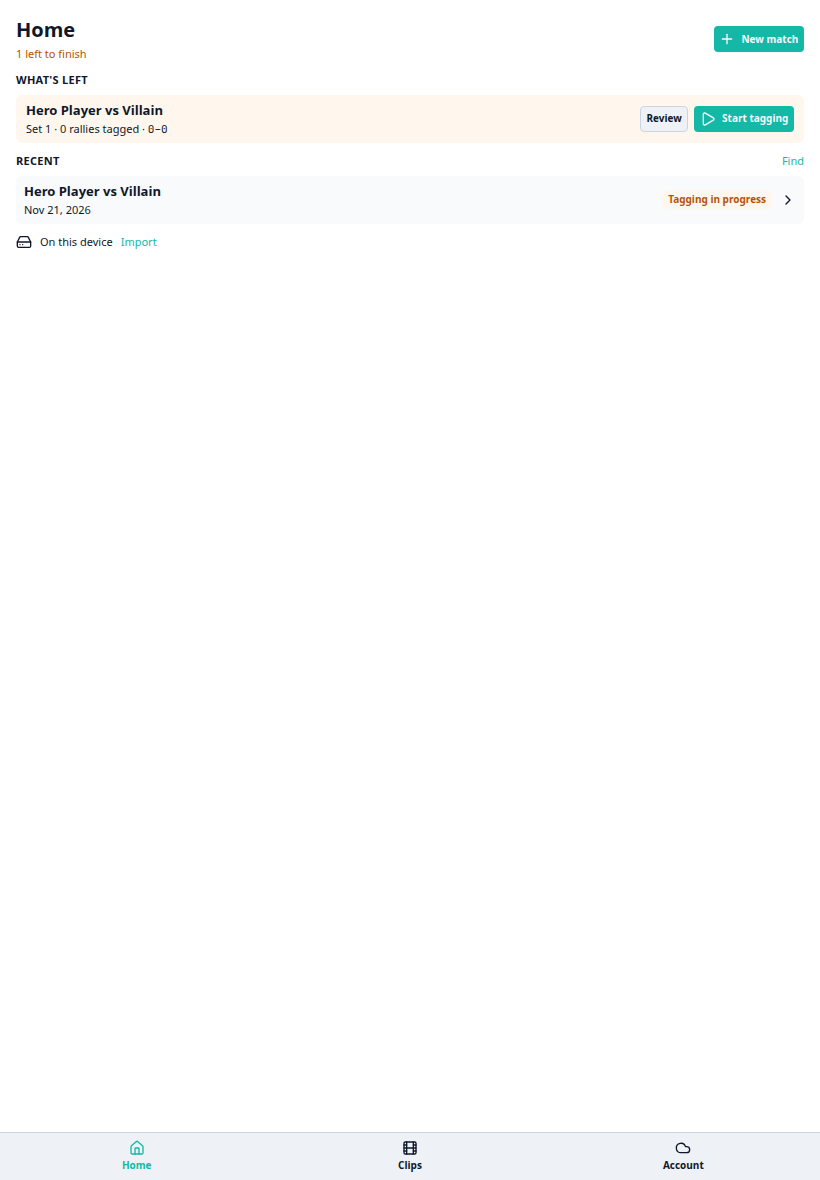 Home
1 left to finish
New match
WHAT'S LEFT
Hero Player vs Villain
Set 1 · 0 rallies tagged · 0–0
Review
Start tagging
RECENT
Find
Hero Player vs Villain
Nov 21, 2026
Tagging in progress
On this device Import
Home
Clips
Account